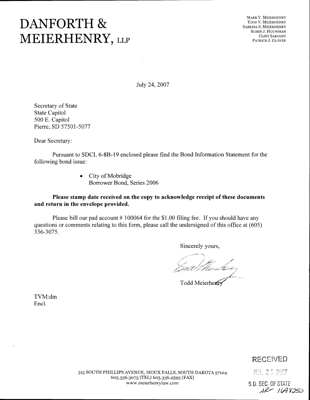 DANFORTH &
MEIERHENRY, LLP
MARK V. MEIERHENRY
TODD V. MEIERHENRY
SABRINA S. MEIERHENRY
ROBIN J. HOUWMAN
CLINT SARGENT
PATRICK J. GLOVER
July 24, 2007
Secretary of State
State Capitol
500 E. Capitol
Pierre, SD 57501-5077
Dear Secretary:
Pursuant to SDCL 6-8B-19 enclosed please find the Bond Information Statement for the
following bond issue:
• City of Mobridge
Borrower Bond, Series 2006
Please stamp date received on the copy to acknowledge receipt of these documents
and return in the envelope provided.
Please bill our pad account # 100064 for the $1.00 filing fee. If you should have any
questions or comments relating to this form, please call the undersigned of this office at (605)
336-3075.
Sincerely yours,
Todd Meierhenry
TVM:dm
Encl.
315 SOUTH PHILLIPS AVENUE, SIOUX FALLS, SOUTH DAKOTA 57104
605.336.3075 (TEL) 605.336.2593 (FAX)
www.meierhenrylaw.com
RECEIVED
JUL 25 2007
S.D. SEC. OF STATE